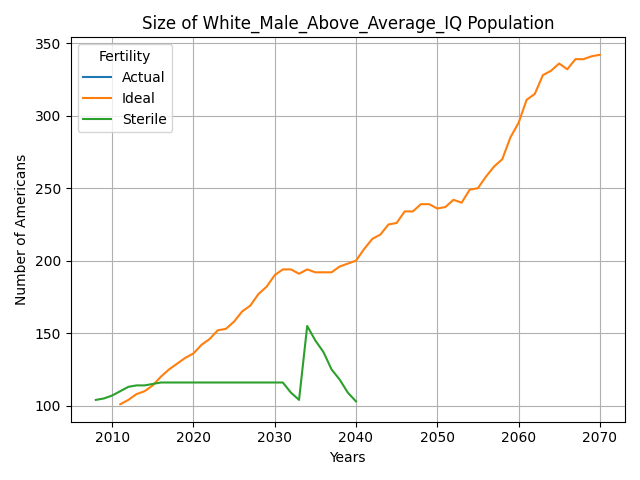 Size of White_Male_Above_Average_IQ Population
Fertility
Actual
Ideal
Sterile
Number of Americans
350
300
250
200
150
100
2010 2020 2030 2040 2050 2060 2070
Years